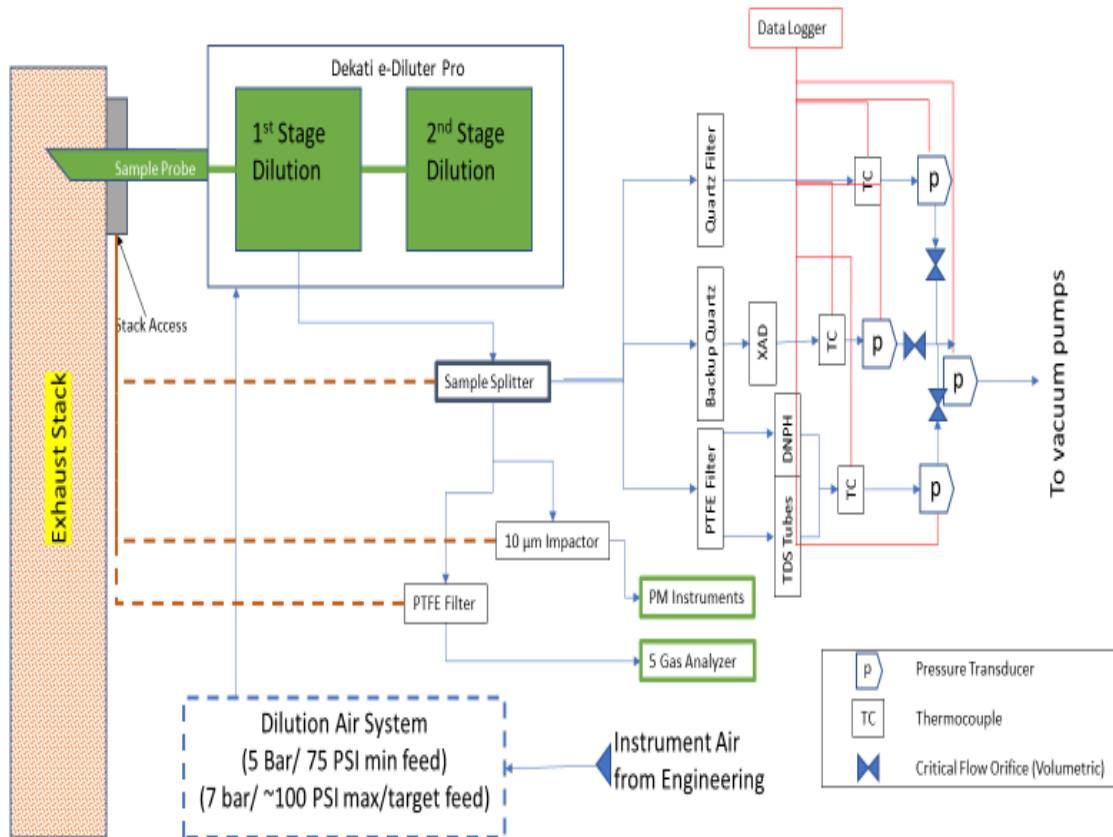 Data Logger
Dekati e-Diluter Pro
1st Stage
Dilution
2nd Stage
Dilution
Sample Probe
Stack Access
Exhaust Stack
Sample Splitter
10 µm Impactor
PTFE Filter
PM Instruments
5 Gas Analyzer
Quartz Filter
TC
p
Backup Quartz
XAD
TC
p
p
PTFE Filter
DNPH
TDS Tubes
TC
p
To vacuum pumps
Dilution Air System
(5 Bar/ 75 PSI min feed)
(7 bar/ ~100 PSI max/target feed)
Instrument Air
from Engineering
p Pressure Transducer
TC Thermocouple
Critical Flow Orifice (Volumetric)